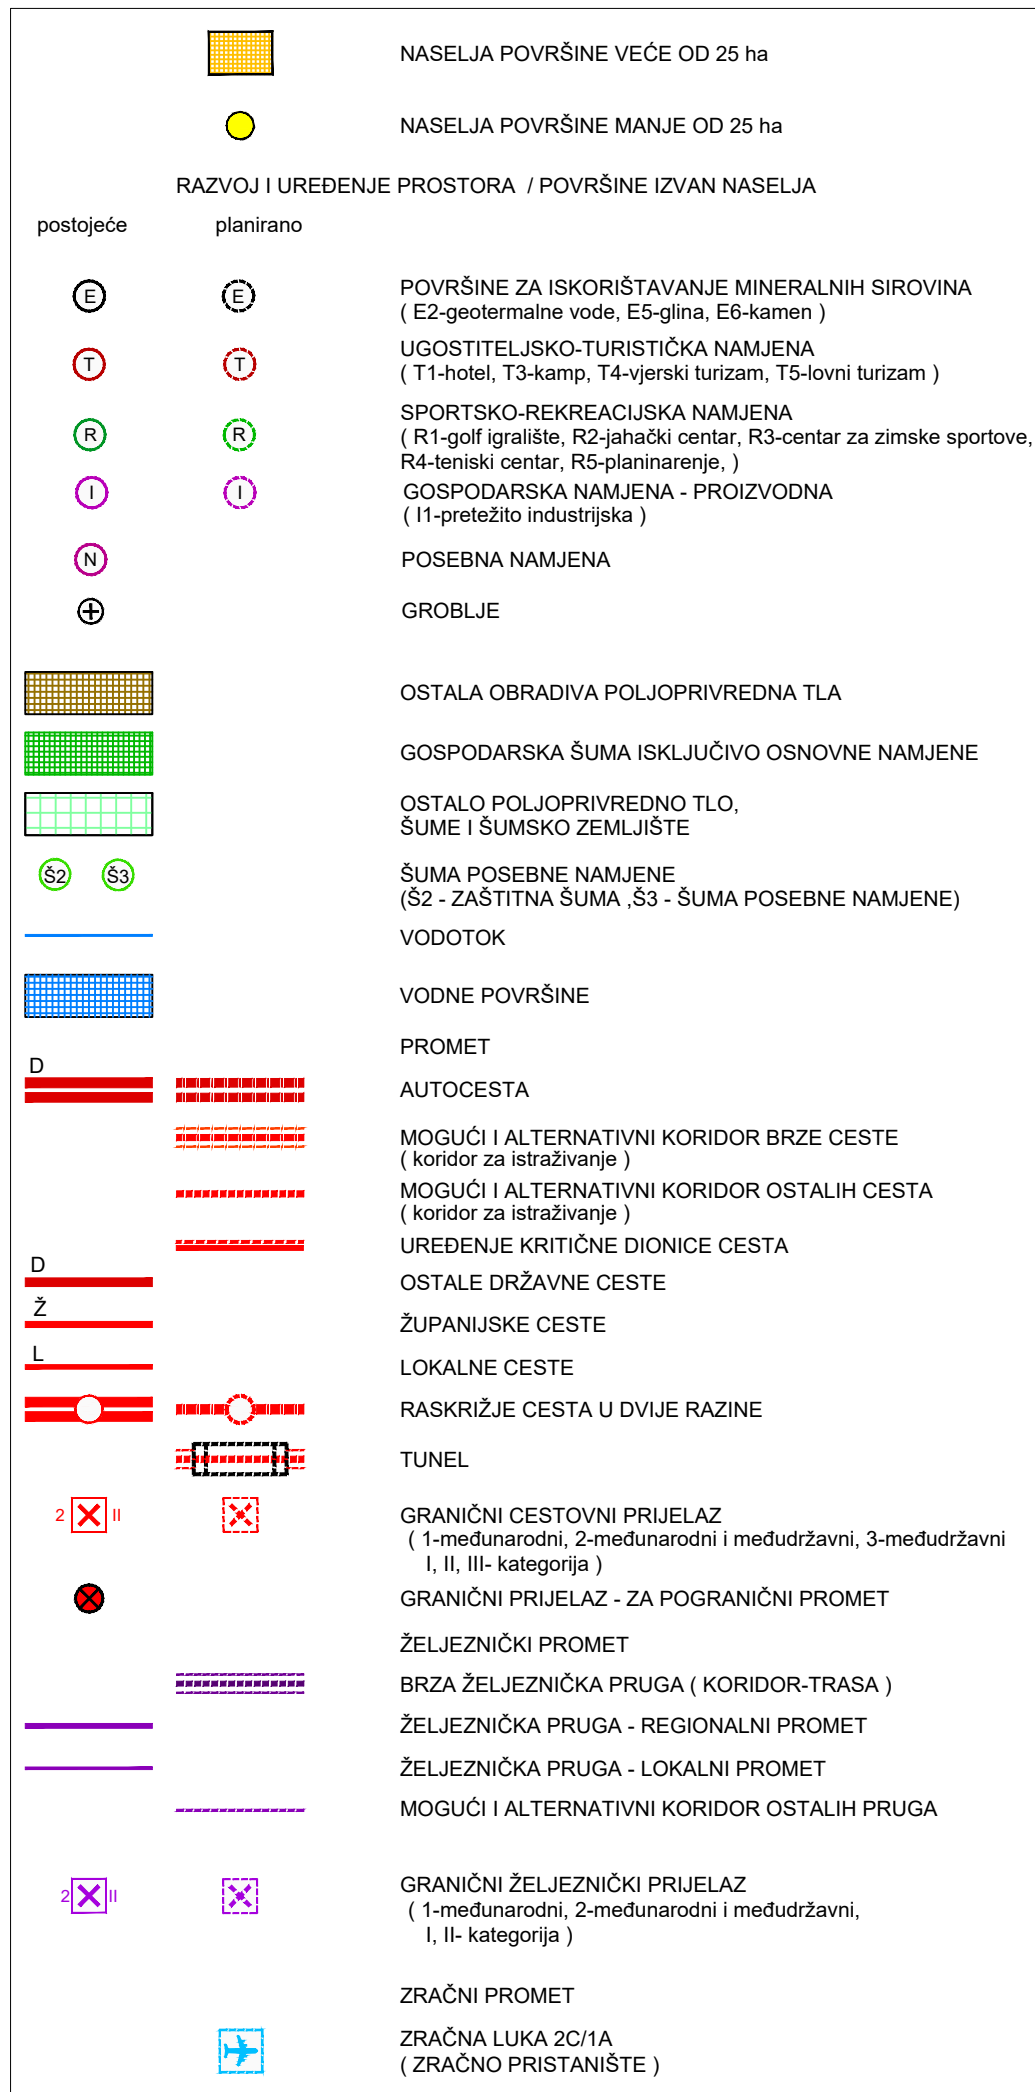 NASELJA POVRŠINE VEĆE OD 25 ha
NASELJA POVRŠINE MANJE OD 25 ha
RAZVOJ I UREĐENJE PROSTORA / POVRŠINE IZVAN NASELJA
postojeće planirano
E E POVRŠINE ZA ISKORIŠTAVANJE MINERALNIH SIROVINA
( E2-geotermalne vode, E5-glina, E6-kamen )
T T UGOSTITELJSKO-TURISTIČKA NAMJENA
( T1-hotel, T3-kamp, T4-vjerski turizam, T5-lovni turizam )
R R SPORTSKO-REKREACIJSKA NAMJENA
( R1-golf igralište, R2-jahački centar, R3-centar za zimske sportove,
R4-teniski centar, R5-planinarenje, )
I I GOSPODARSKA NAMJENA - PROIZVODNA
( I1-pretežito industrijska )
N POSEBNA NAMJENA
GROBLJE
OSTALA OBRADIVA POLJOPRIVREDNA TLA
GOSPODARSKA ŠUMA ISKLJUČIVO OSNOVNE NAMJENE
OSTALO POLJOPRIVREDNO TLO,
ŠUME I ŠUMSKO ZEMLJIŠTE
Š2 Š3 ŠUMA POSEBNE NAMJENE
(Š2 - ZAŠTITNA ŠUMA ,Š3 - ŠUMA POSEBNE NAMJENE)
VODOTOK
VODNE POVRŠINE
PROMET
D
AUTOCESTA
MOGUĆI I ALTERNATIVNI KORIDOR BRZE CESTE
( koridor za istraživanje )
MOGUĆI I ALTERNATIVNI KORIDOR OSTALIH CESTA
( koridor za istraživanje )
UREĐENJE KRITIČNE DIONICE CESTA
D
OSTALE DRŽAVNE CESTE
Ž
ŽUPANIJSKE CESTE
L
LOKALNE CESTE
RASKRIŽJE CESTA U DVIJE RAZINE
TUNEL
2 II GRANIČNI CESTOVNI PRIJELAZ
( 1-međunarodni, 2-međunarodni i međudržavni, 3-međudržavni
I, II, III- kategorija )
GRANIČNI PRIJELAZ - ZA POGRANIČNI PROMET
ŽELJEZNIČKI PROMET
BRZA ŽELJEZNIČKA PRUGA ( KORIDOR-TRASA )
ŽELJEZNIČKA PRUGA - REGIONALNI PROMET
ŽELJEZNIČKA PRUGA - LOKALNI PROMET
MOGUĆI I ALTERNATIVNI KORIDOR OSTALIH PRUGA
2 II GRANIČNI ŽELJEZNIČKI PRIJELAZ
( 1-međunarodni, 2-međunarodni i međudržavni,
I, II- kategorija )
ZRAČNI PROMET
ZRAČNA LUKA 2C/1A
( ZRAČNO PRISTANIŠTE )